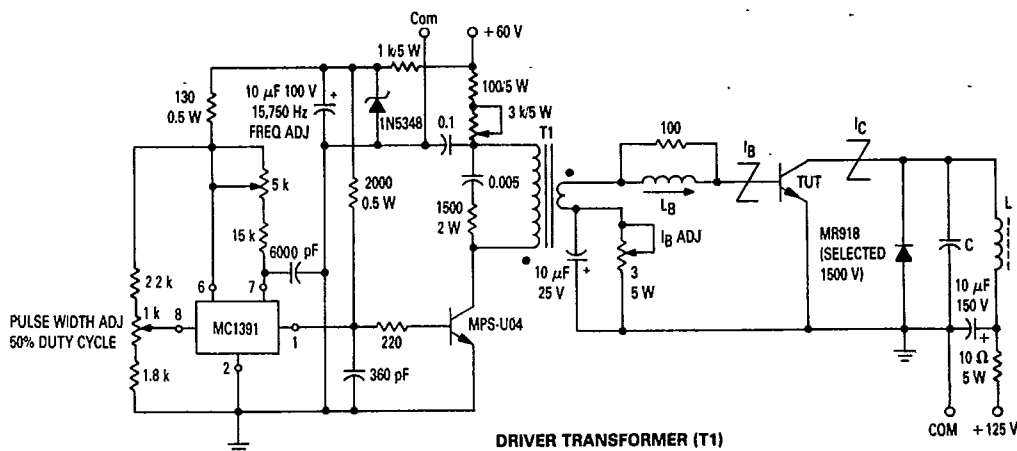 Com
+ 60 V
1 k/5 W
100/5 W
3 k/5 W
T1
130
0.5 W
10 μF 100 V
15,750 Hz
FREQ ADJ
+
1N5348
0.1
100
I_B
I_C
TUT
5 k
2000
0.5 W
0.005
1500
2 W
L_B
I_B ADJ
MR918
(SELECTED
1500 V)
C
L
15 k
6000 pF
2.2 k
6
7
10 μF
25 V
+
3
5 W
10 μF
150 V
+
PULSE WIDTH ADJ
50% DUTY CYCLE
1 k
8
MC1391
1
220
MPS-U04
10 Ω
5 W
1.8 k
2
360 pF
COM
+125 V
DRIVER TRANSFORMER (T1)